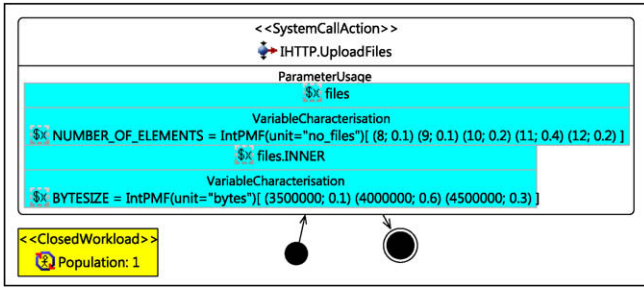 <<SystemCallAction>>
IHTTP.UploadFiles
ParameterUsage
$x files
VariableCharacterisation
$x NUMBER_OF_ELEMENTS = IntPMF(unit="no_files")[ (8; 0.1) (9; 0.1) (10; 0.2) (11; 0.4) (12; 0.2) ]
$x files.INNER
VariableCharacterisation
$x BYTESIZE = IntPMF(unit="bytes")[ (3500000; 0.1) (4000000; 0.6) (4500000; 0.3) ]
<<ClosedWorkload>>
Population: 1